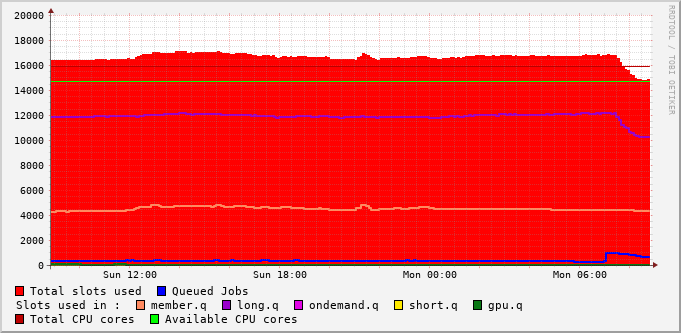 20000
18000
16000
14000
12000
10000
8000
6000
4000
2000
0
Sun 12:00 Sun 18:00 Mon 00:00 Mon 06:00
RRDTOOL / TOBI OETIKER
Total slots used Queued Jobs
Slots used in : member.q long.q ondemand.q short.q gpu.q
Total CPU cores Available CPU cores